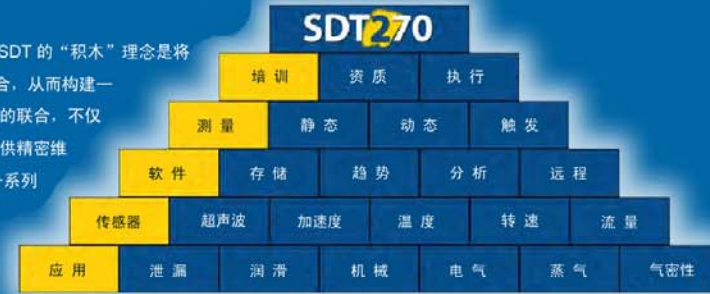 SDT270
SDT 的“积木”理念是将
合，从而构建一
的联合，不仅
供精密维
系列
培训 资质 执行
测量 静态 动态 触发
软件 存储 趋势 分析 远程
传感器 超声波 加速度 温度 转速 流量
应用 泄漏 润滑 机械 电气 蒸气 气密性